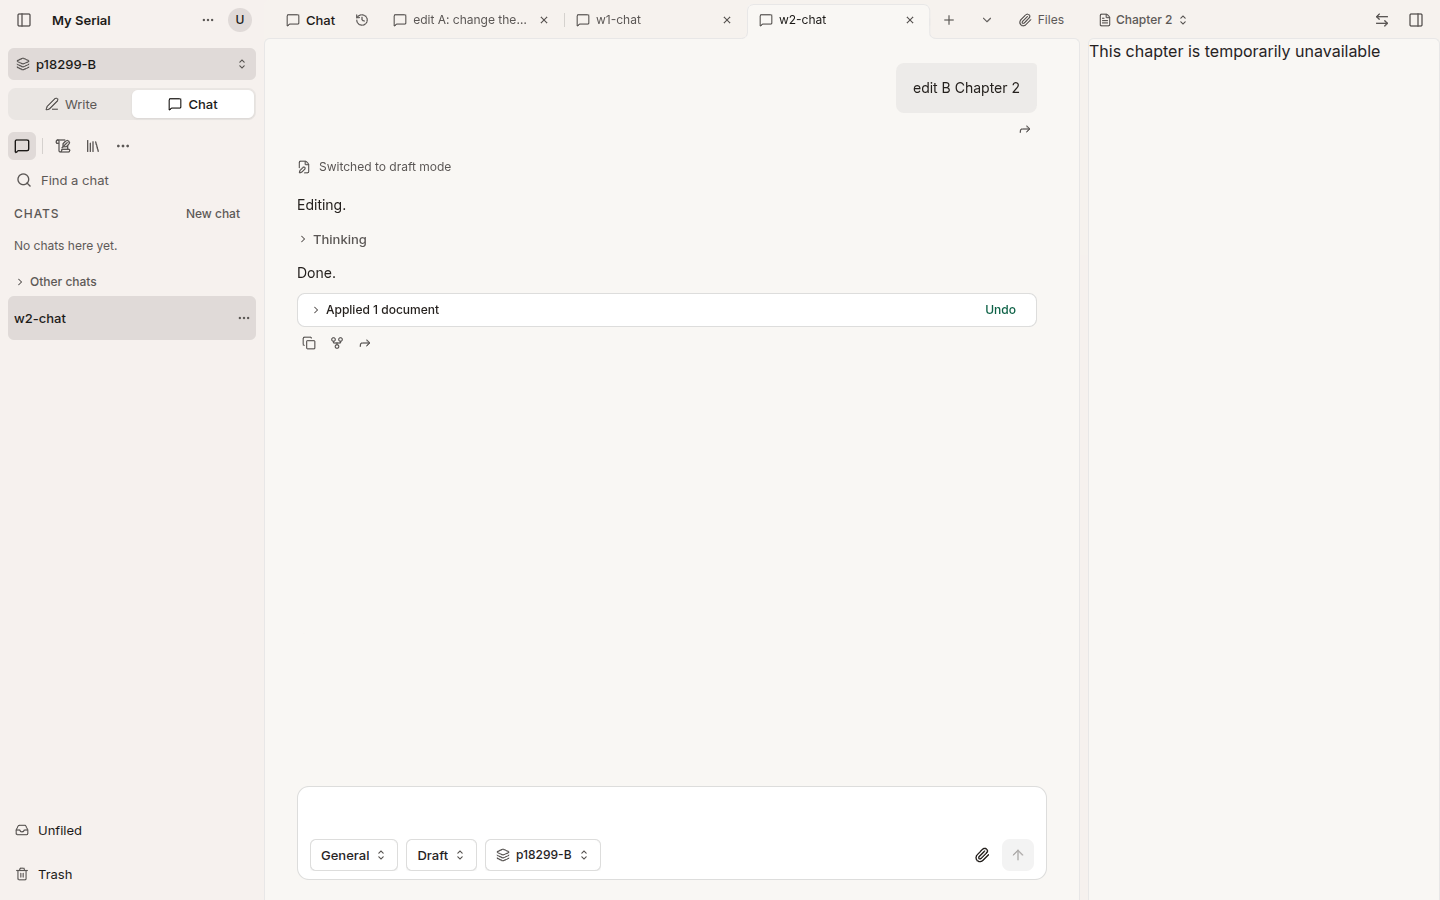 My Serial
U
p18299-B
Write
Chat
Find a chat
CHATS
New chat
No chats here yet.
Other chats
w2-chat
Unfiled
Trash
Chat
edit A: change the...
w1-chat
w2-chat
Files
Chapter 2
edit B Chapter 2
Switched to draft mode
Editing.
Thinking
Done.
Applied 1 document
Undo
General
Draft
p18299-B
This chapter is temporarily unavailable